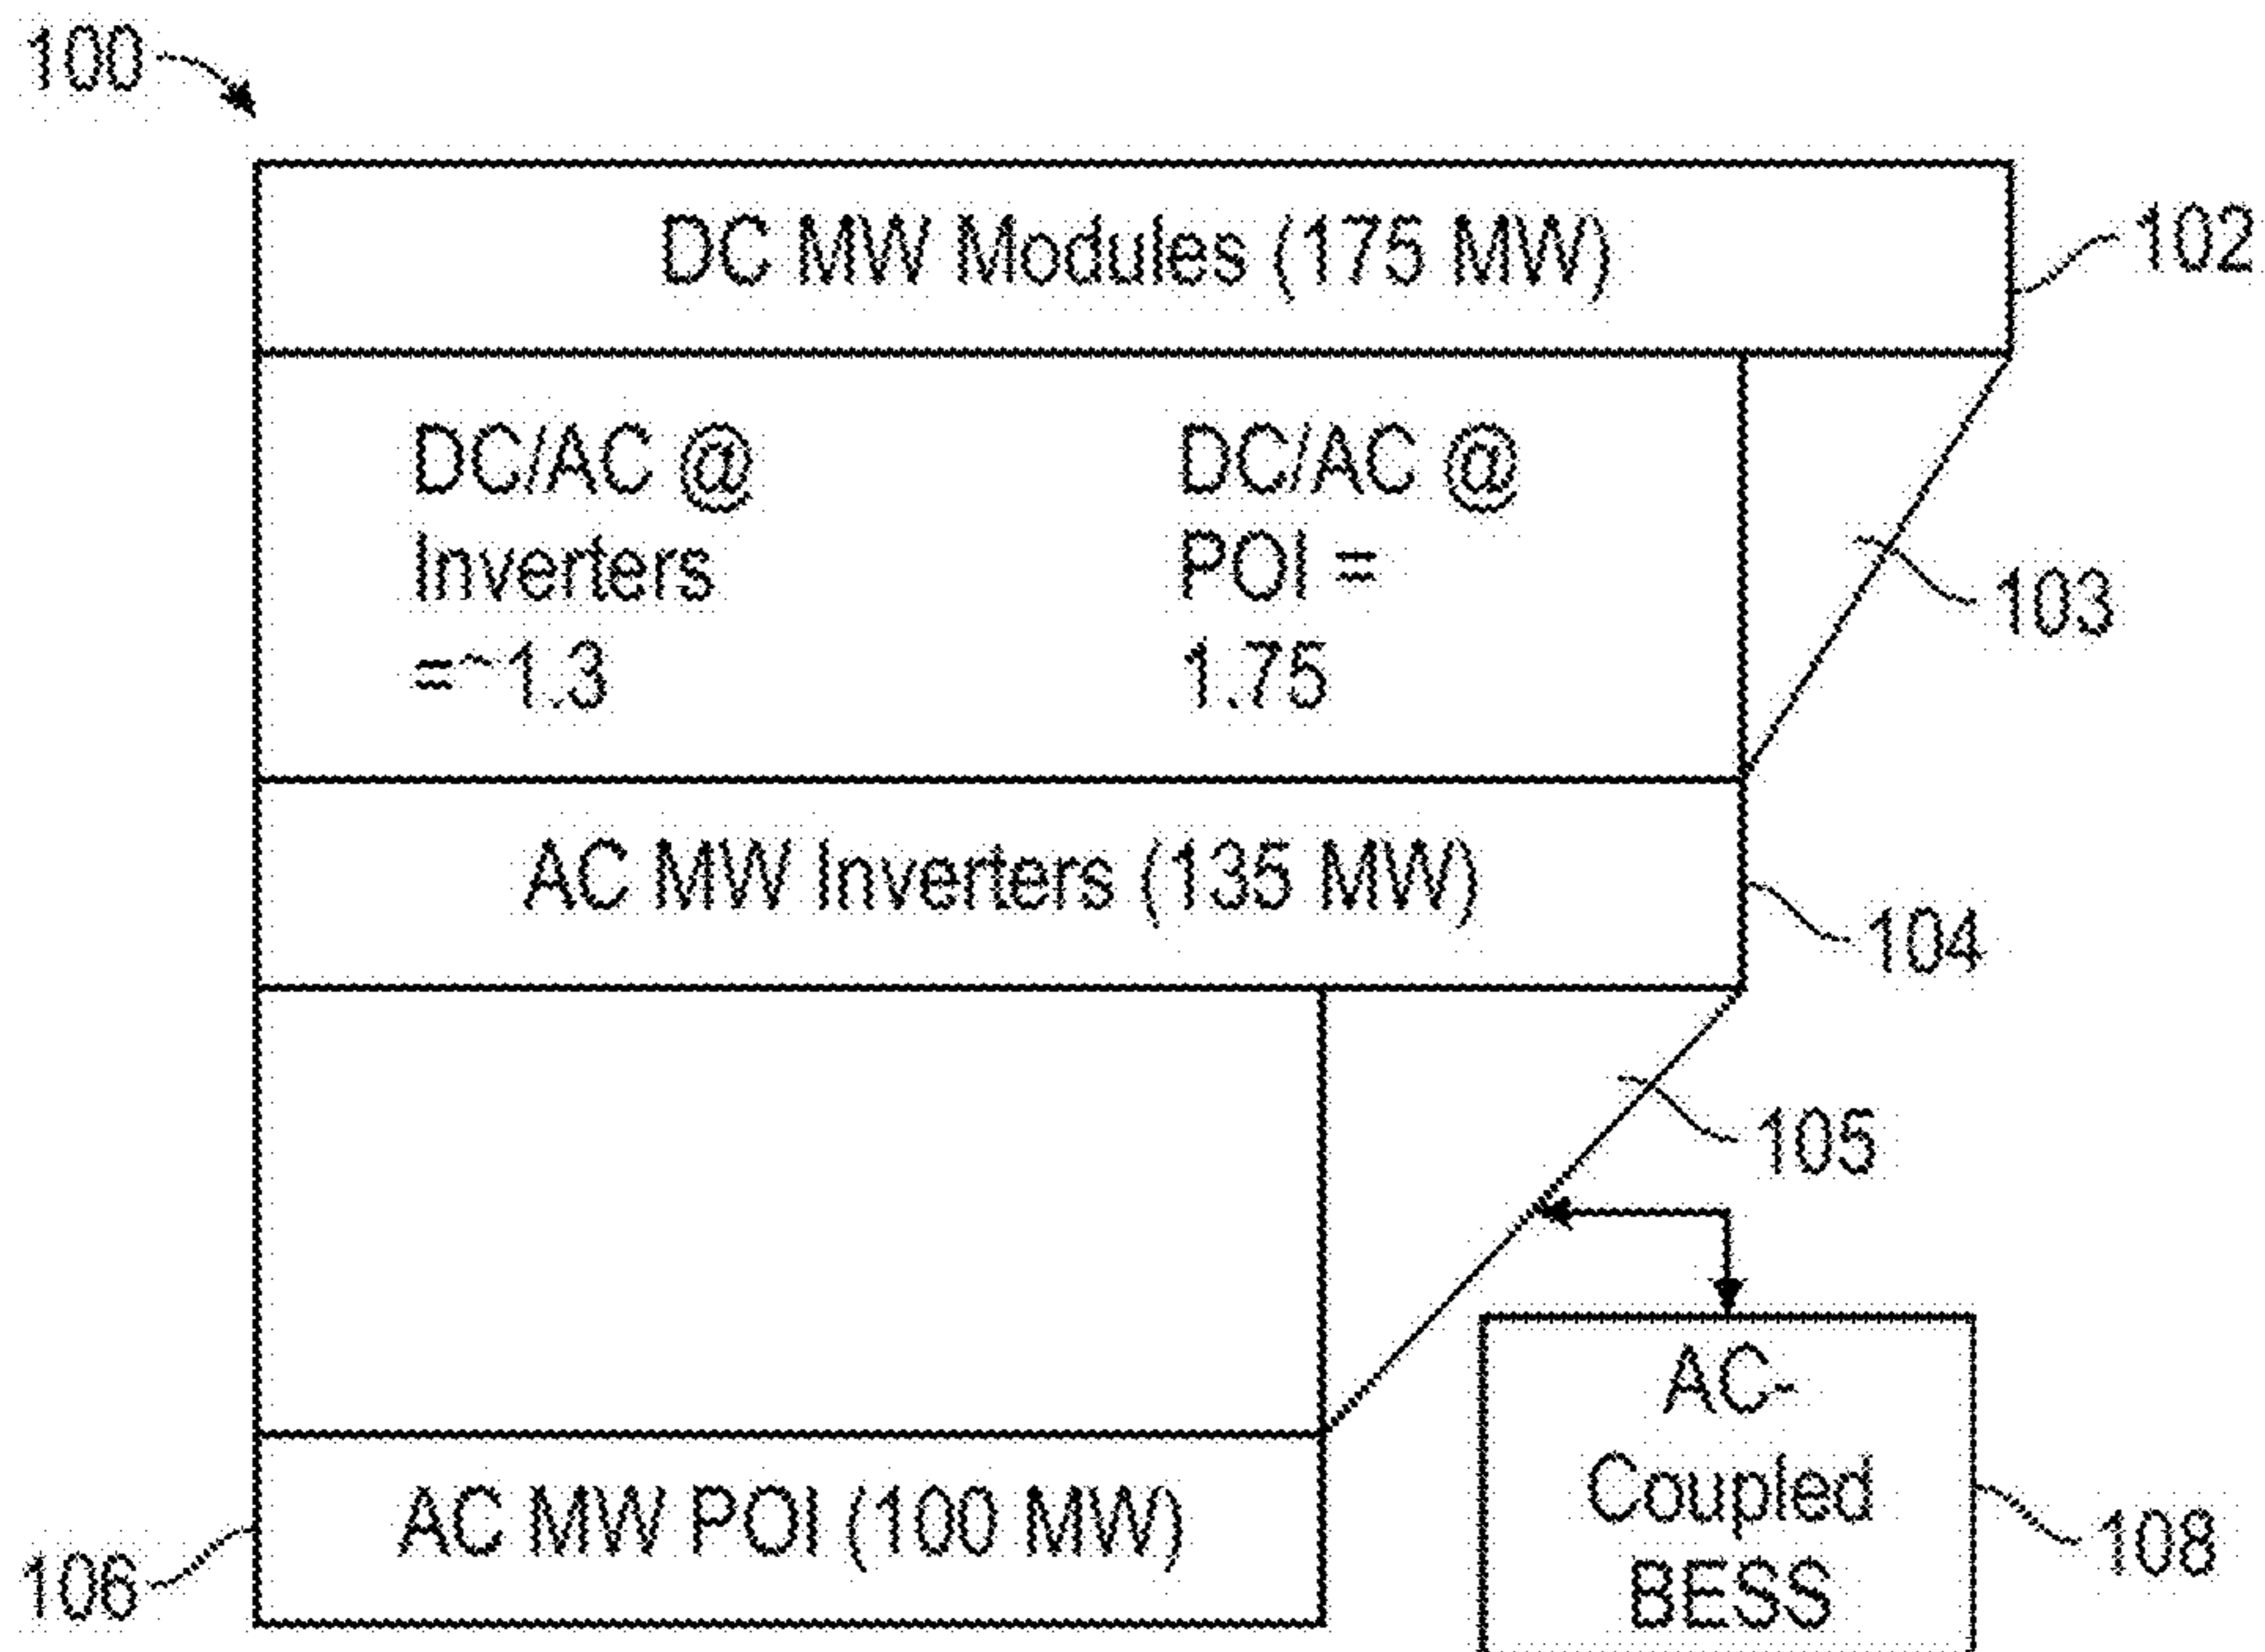 100
DC MW Modules (175 MW)
102
DC/AC @
Inverters
=~1.3
DC/AC @
POI =
1.75
103
AC MW Inverters (135 MW)
104
105
AC MW POI (100 MW)
106
AC-
Coupled
BESS
108